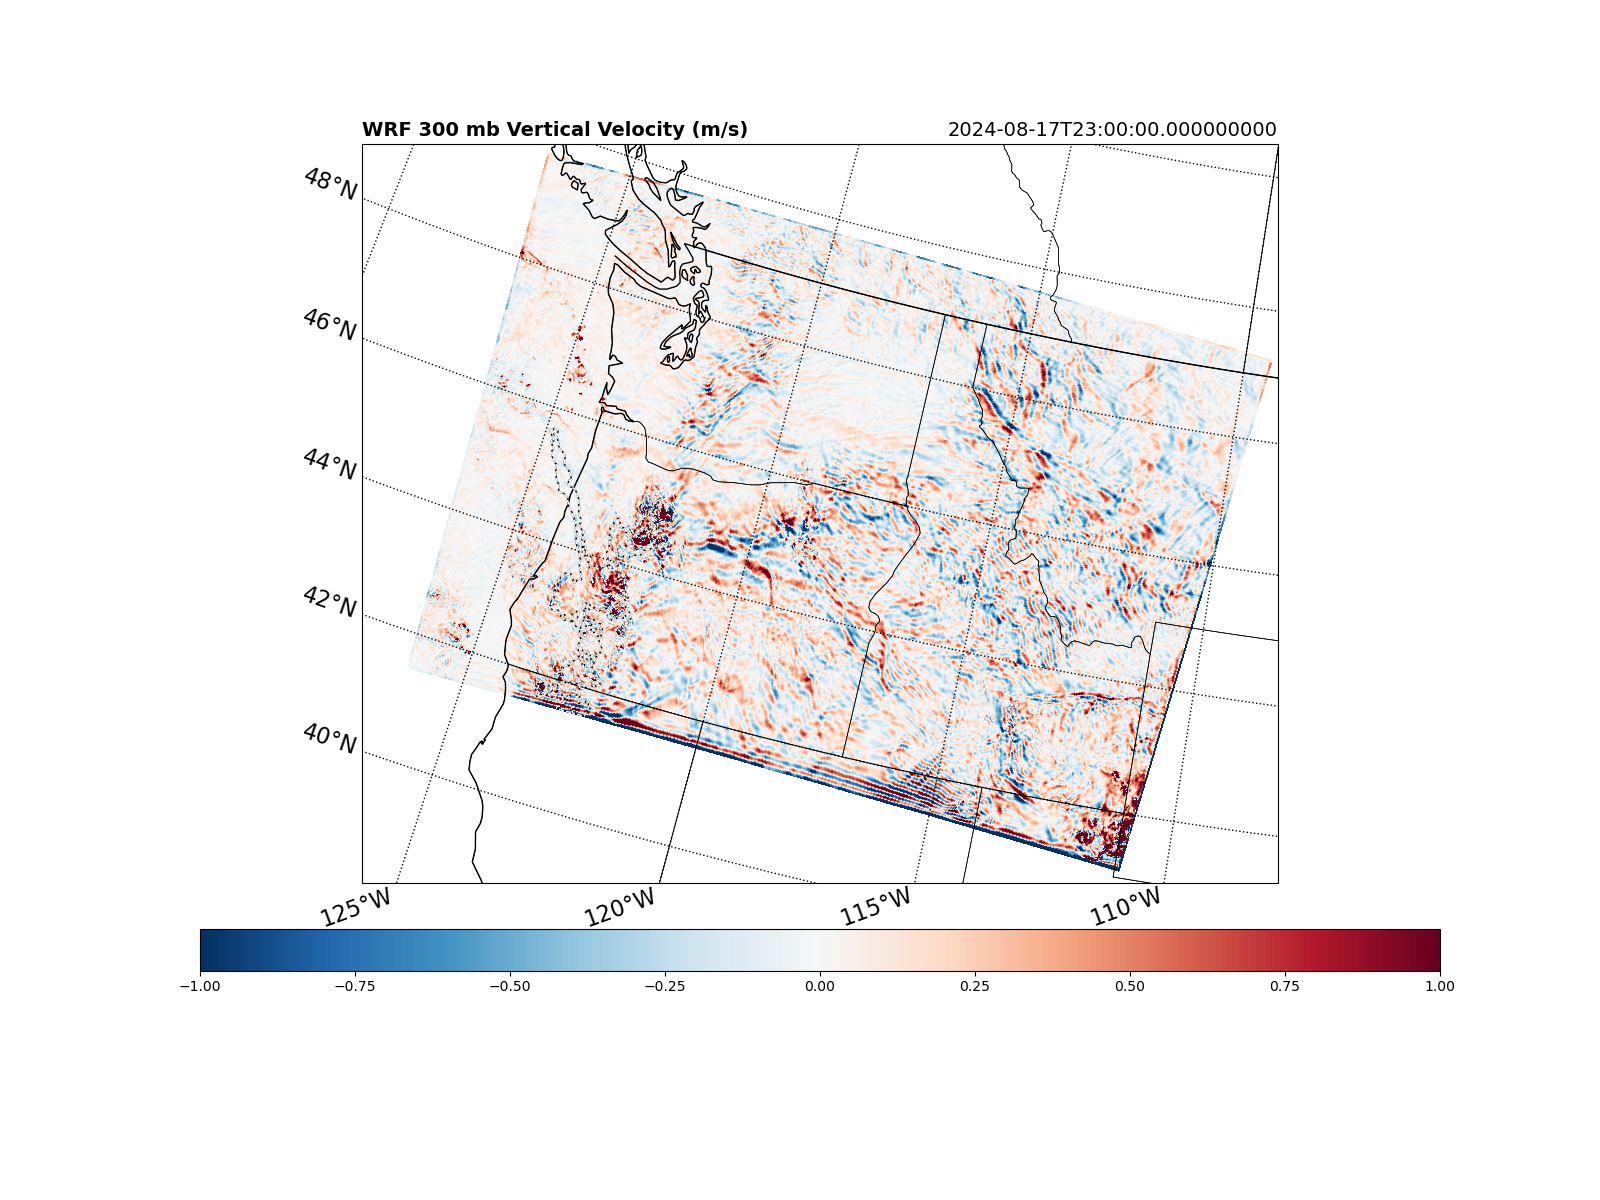 WRF 300 mb Vertical Velocity (m/s) 2024-08-17T23:00:00.000000000
48°N
46°N
44°N
42°N
40°N
125°W 120°W 115°W 110°W
−1.00 −0.75 −0.50 −0.25 0.00 0.25 0.50 0.75 1.00